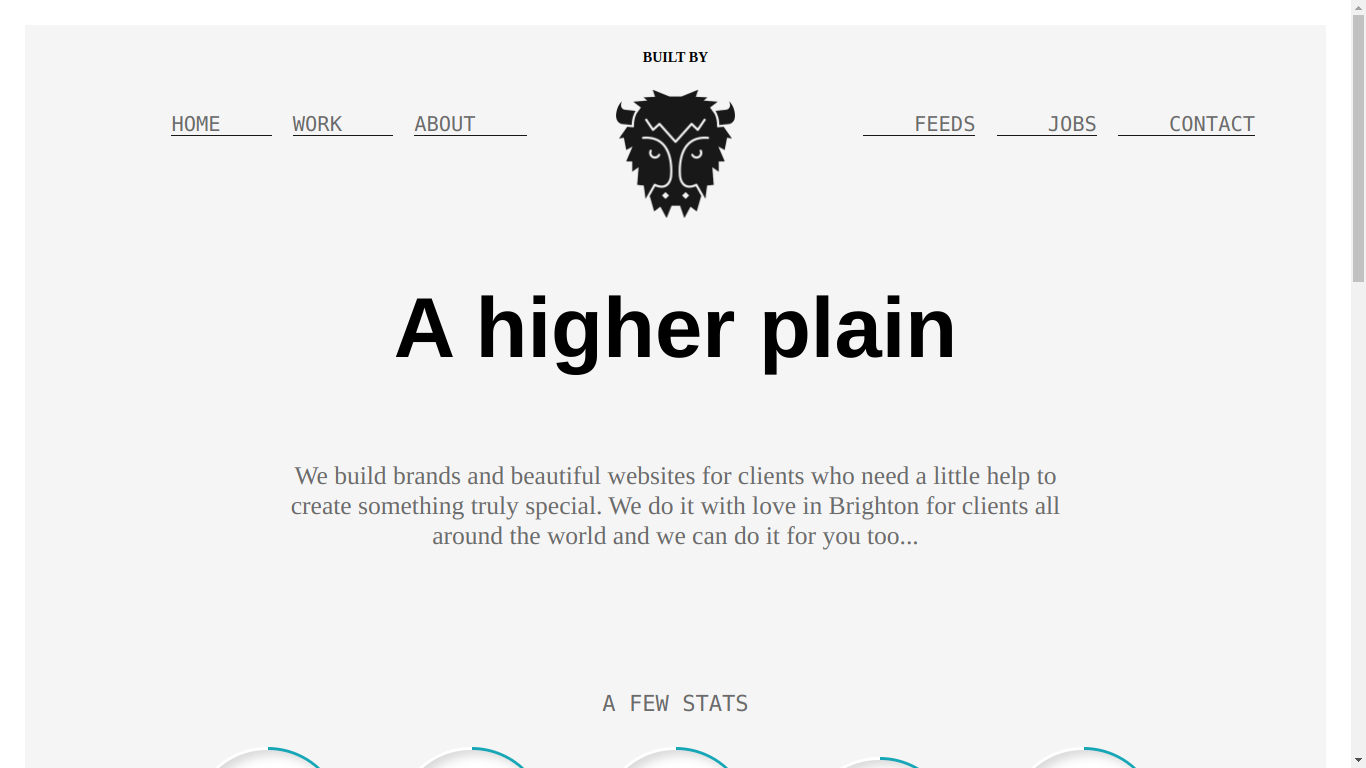 BUILT BY
HOME WORK ABOUT FEEDS JOBS CONTACT
A higher plain
We build brands and beautiful websites for clients who need a little help to
create something truly special. We do it with love in Brighton for clients all
around the world and we can do it for you too...
A FEW STATS